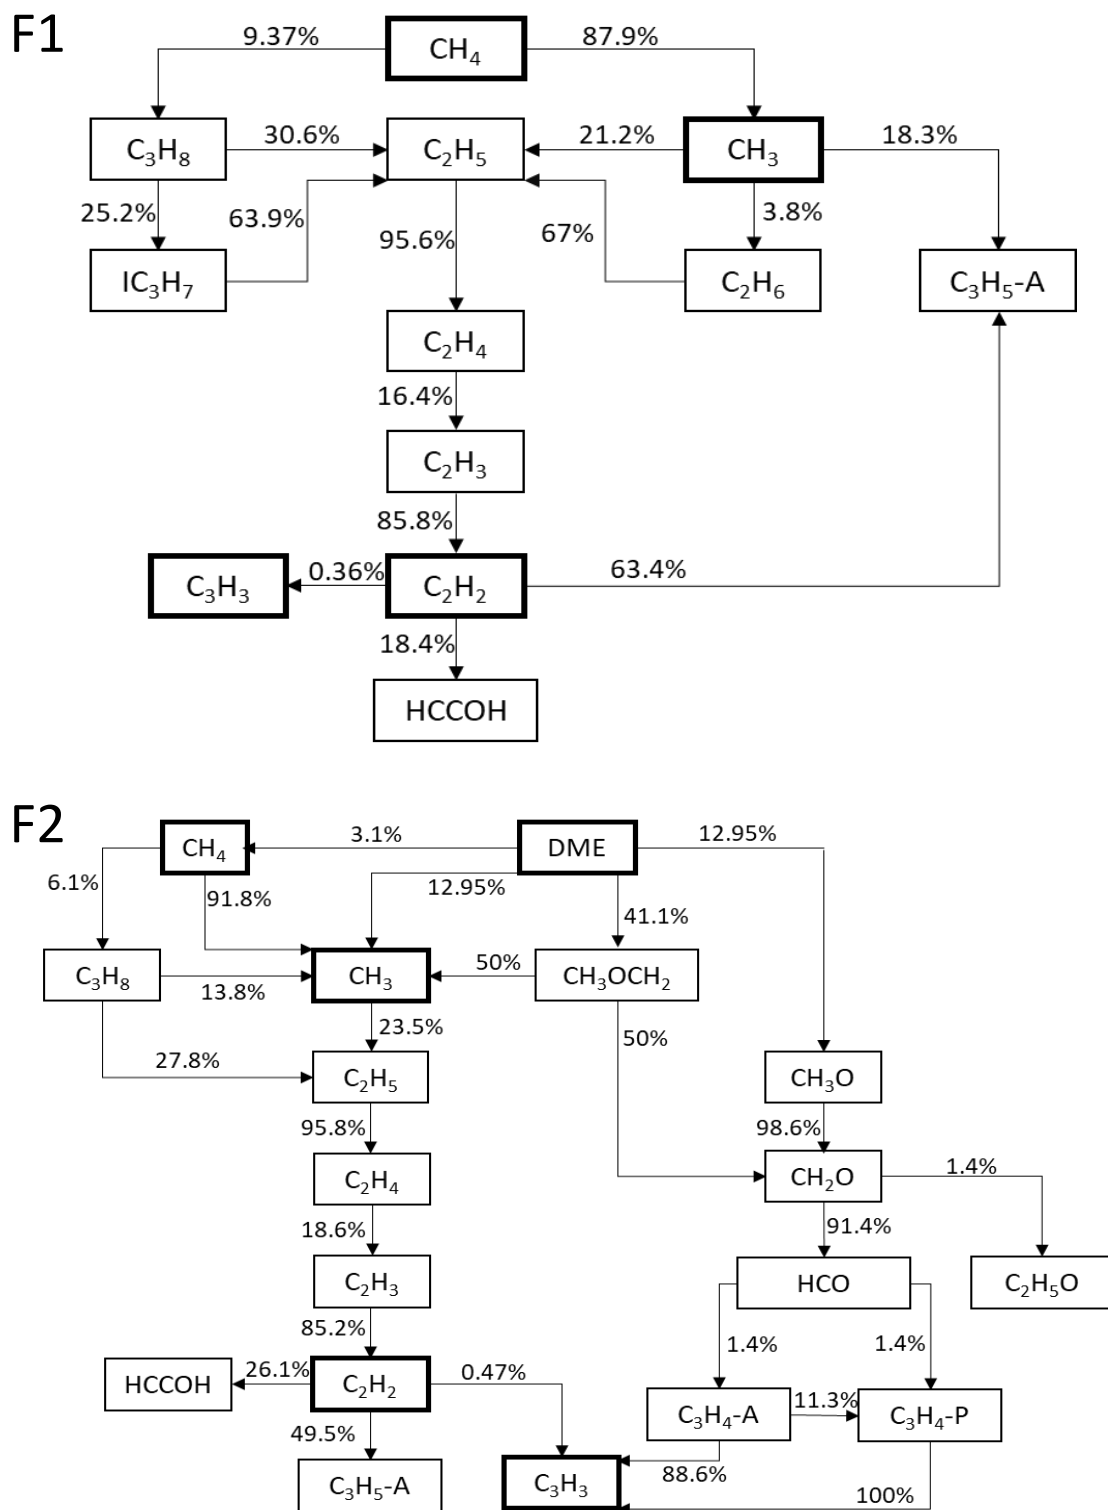 F1
9.37%
CH₄
87.9%
C₃H₈
30.6%
C₂H₅
21.2%
CH₃
18.3%
25.2%
63.9%
95.6%
67%
3.8%
IC₃H₇
C₂H₆
C₃H₅-A
C₂H₄
16.4%
C₂H₃
85.8%
C₃H₃
0.36%
C₂H₂
63.4%
18.4%
HCCOH
F2
CH₄
3.1%
DME
12.95%
6.1%
91.8%
12.95%
41.1%
C₃H₈
13.8%
CH₃
50%
CH₃OCH₂
23.5%
50%
27.8%
C₂H₅
CH₃O
95.8%
98.6%
C₂H₄
CH₂O
1.4%
18.6%
91.4%
C₂H₃
HCO
C₂H₅O
85.2%
1.4%
1.4%
HCCOH
26.1%
C₂H₂
0.47%
C₃H₄-A
11.3%
C₃H₄-P
49.5%
88.6%
C₃H₅-A
C₃H₃
100%